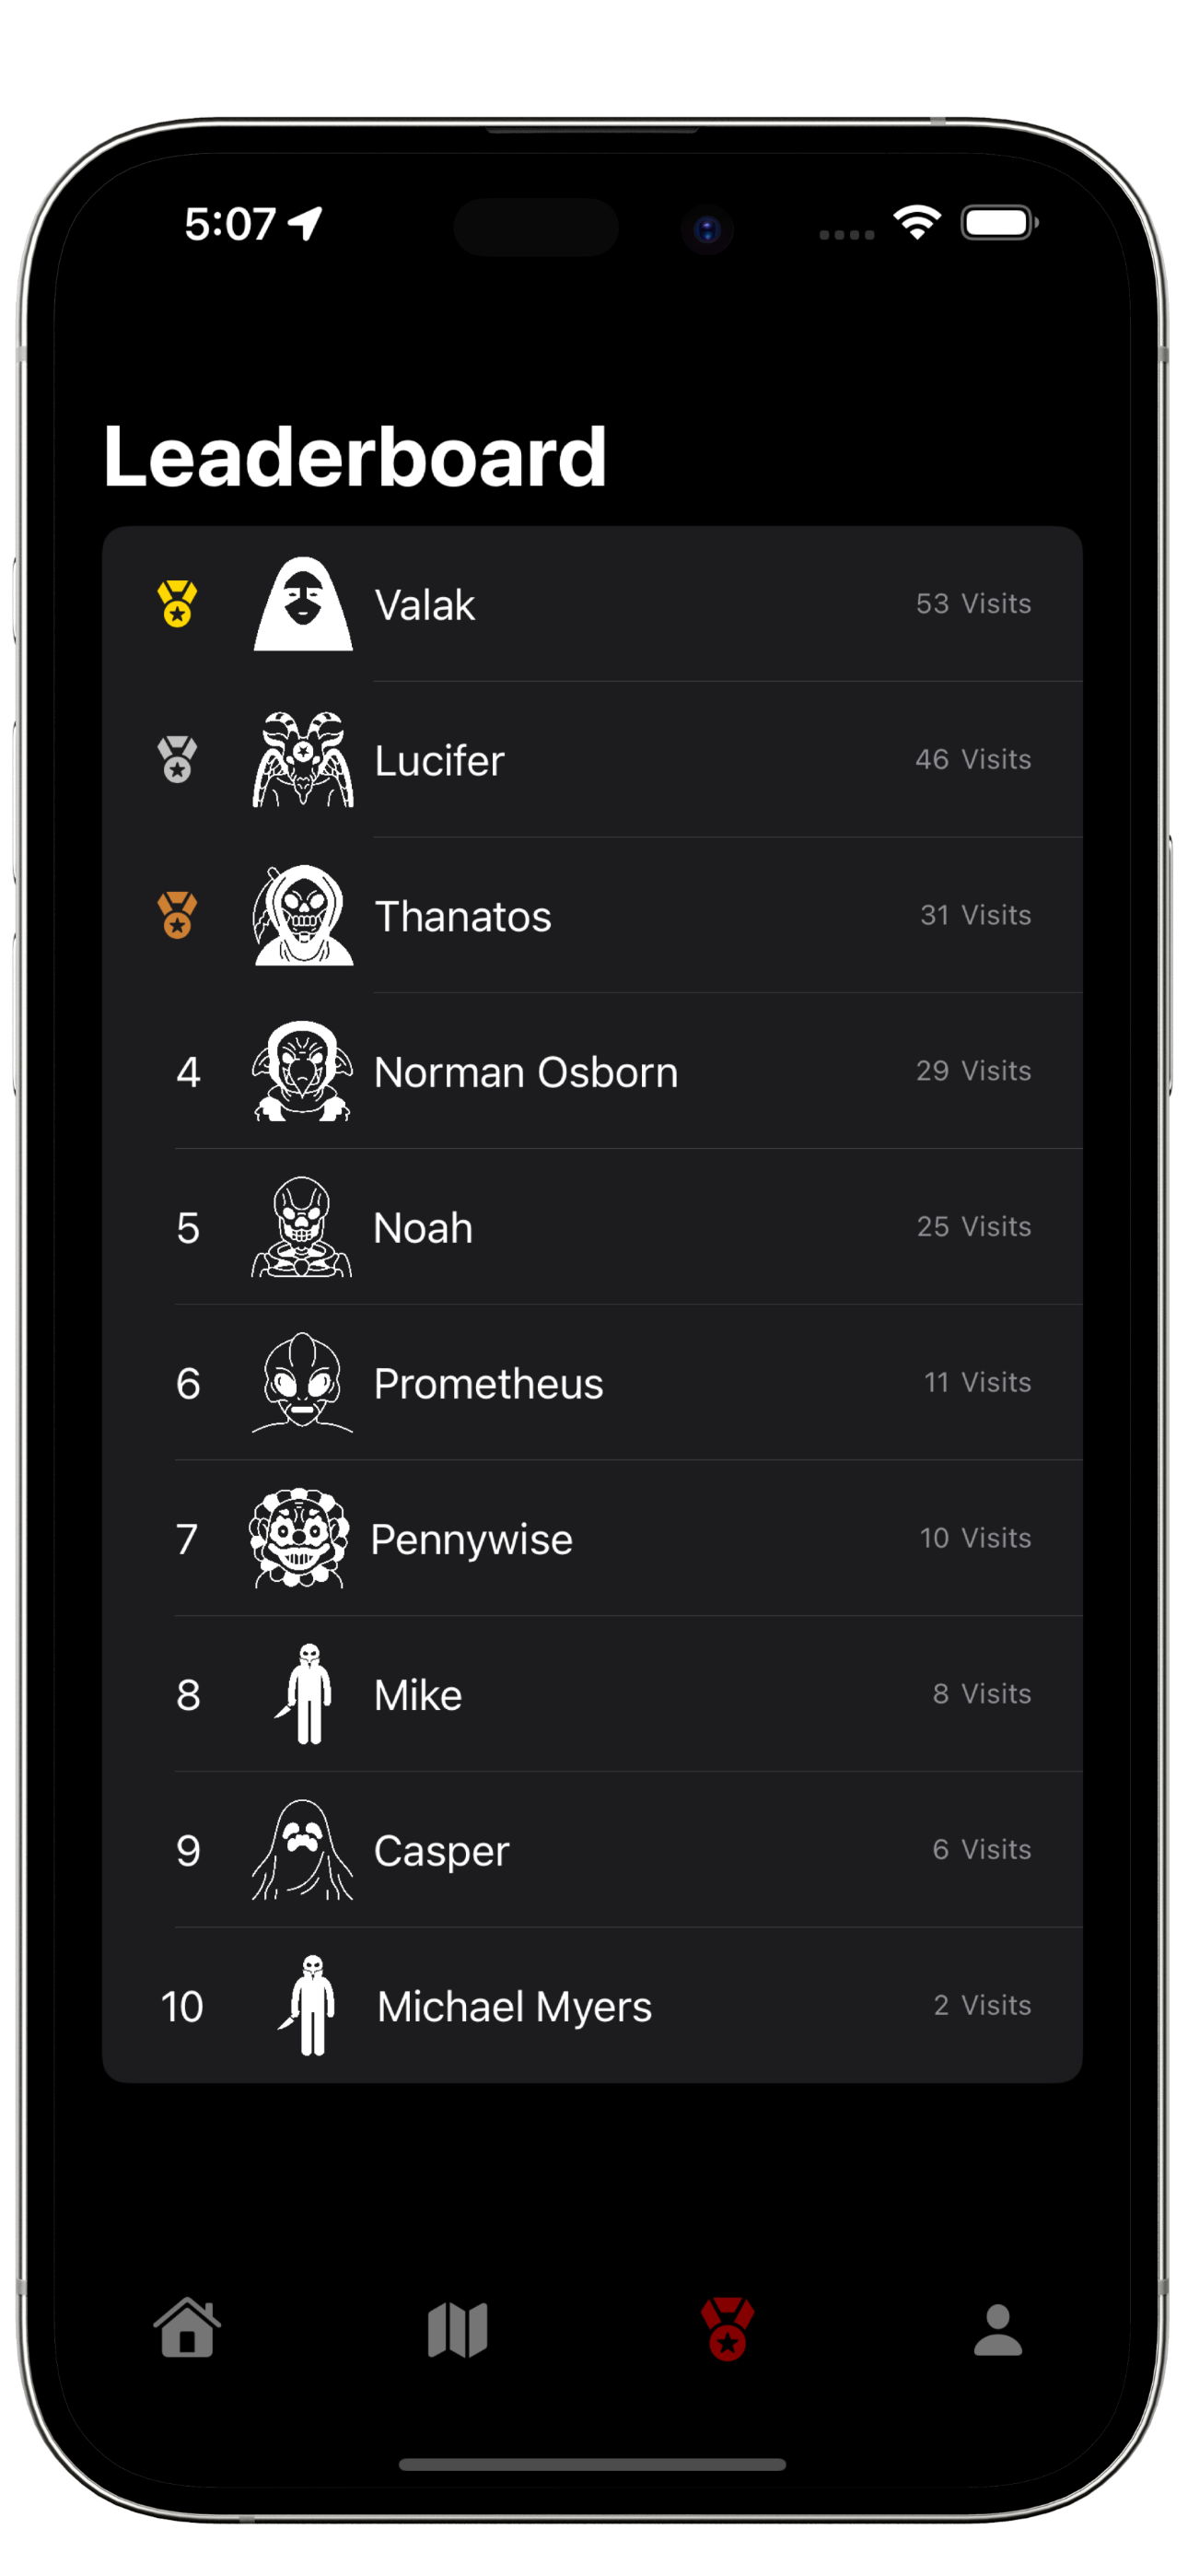 5:07
Leaderboard
Valak 53 Visits
Lucifer 46 Visits
Thanatos 31 Visits
4 Norman Osborn 29 Visits
5 Noah 25 Visits
6 Prometheus 11 Visits
7 Pennywise 10 Visits
8 Mike 8 Visits
9 Casper 6 Visits
10 Michael Myers 2 Visits